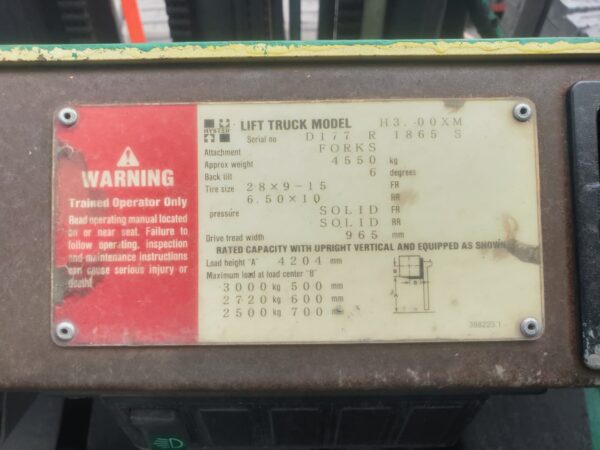 WARNING
Trained Operator Only
Read operating manual located
on or near seat. Failure to
follow operating, inspection
and maintenance instructions
can cause serious injury or
death!
HYSTER
LIFT TRUCK MODEL H3.00XM
Serial no D177 R 1865 S
Attachment FORKS
Approx weight 4550 kg
Back tilt 6 degrees
Tire size 28×9-15 FR
6.50×10 RR
pressure SOLID FR
SOLID RR
Drive tread width 965 mm
RATED CAPACITY WITH UPRIGHT VERTICAL AND EQUIPPED AS SHOWN
Load height "A" 4204 mm
Maximum load at load center "B"
3000 kg 500 mm
2720 kg 600 mm
2500 kg 700 mm
B
A
B
398223.1